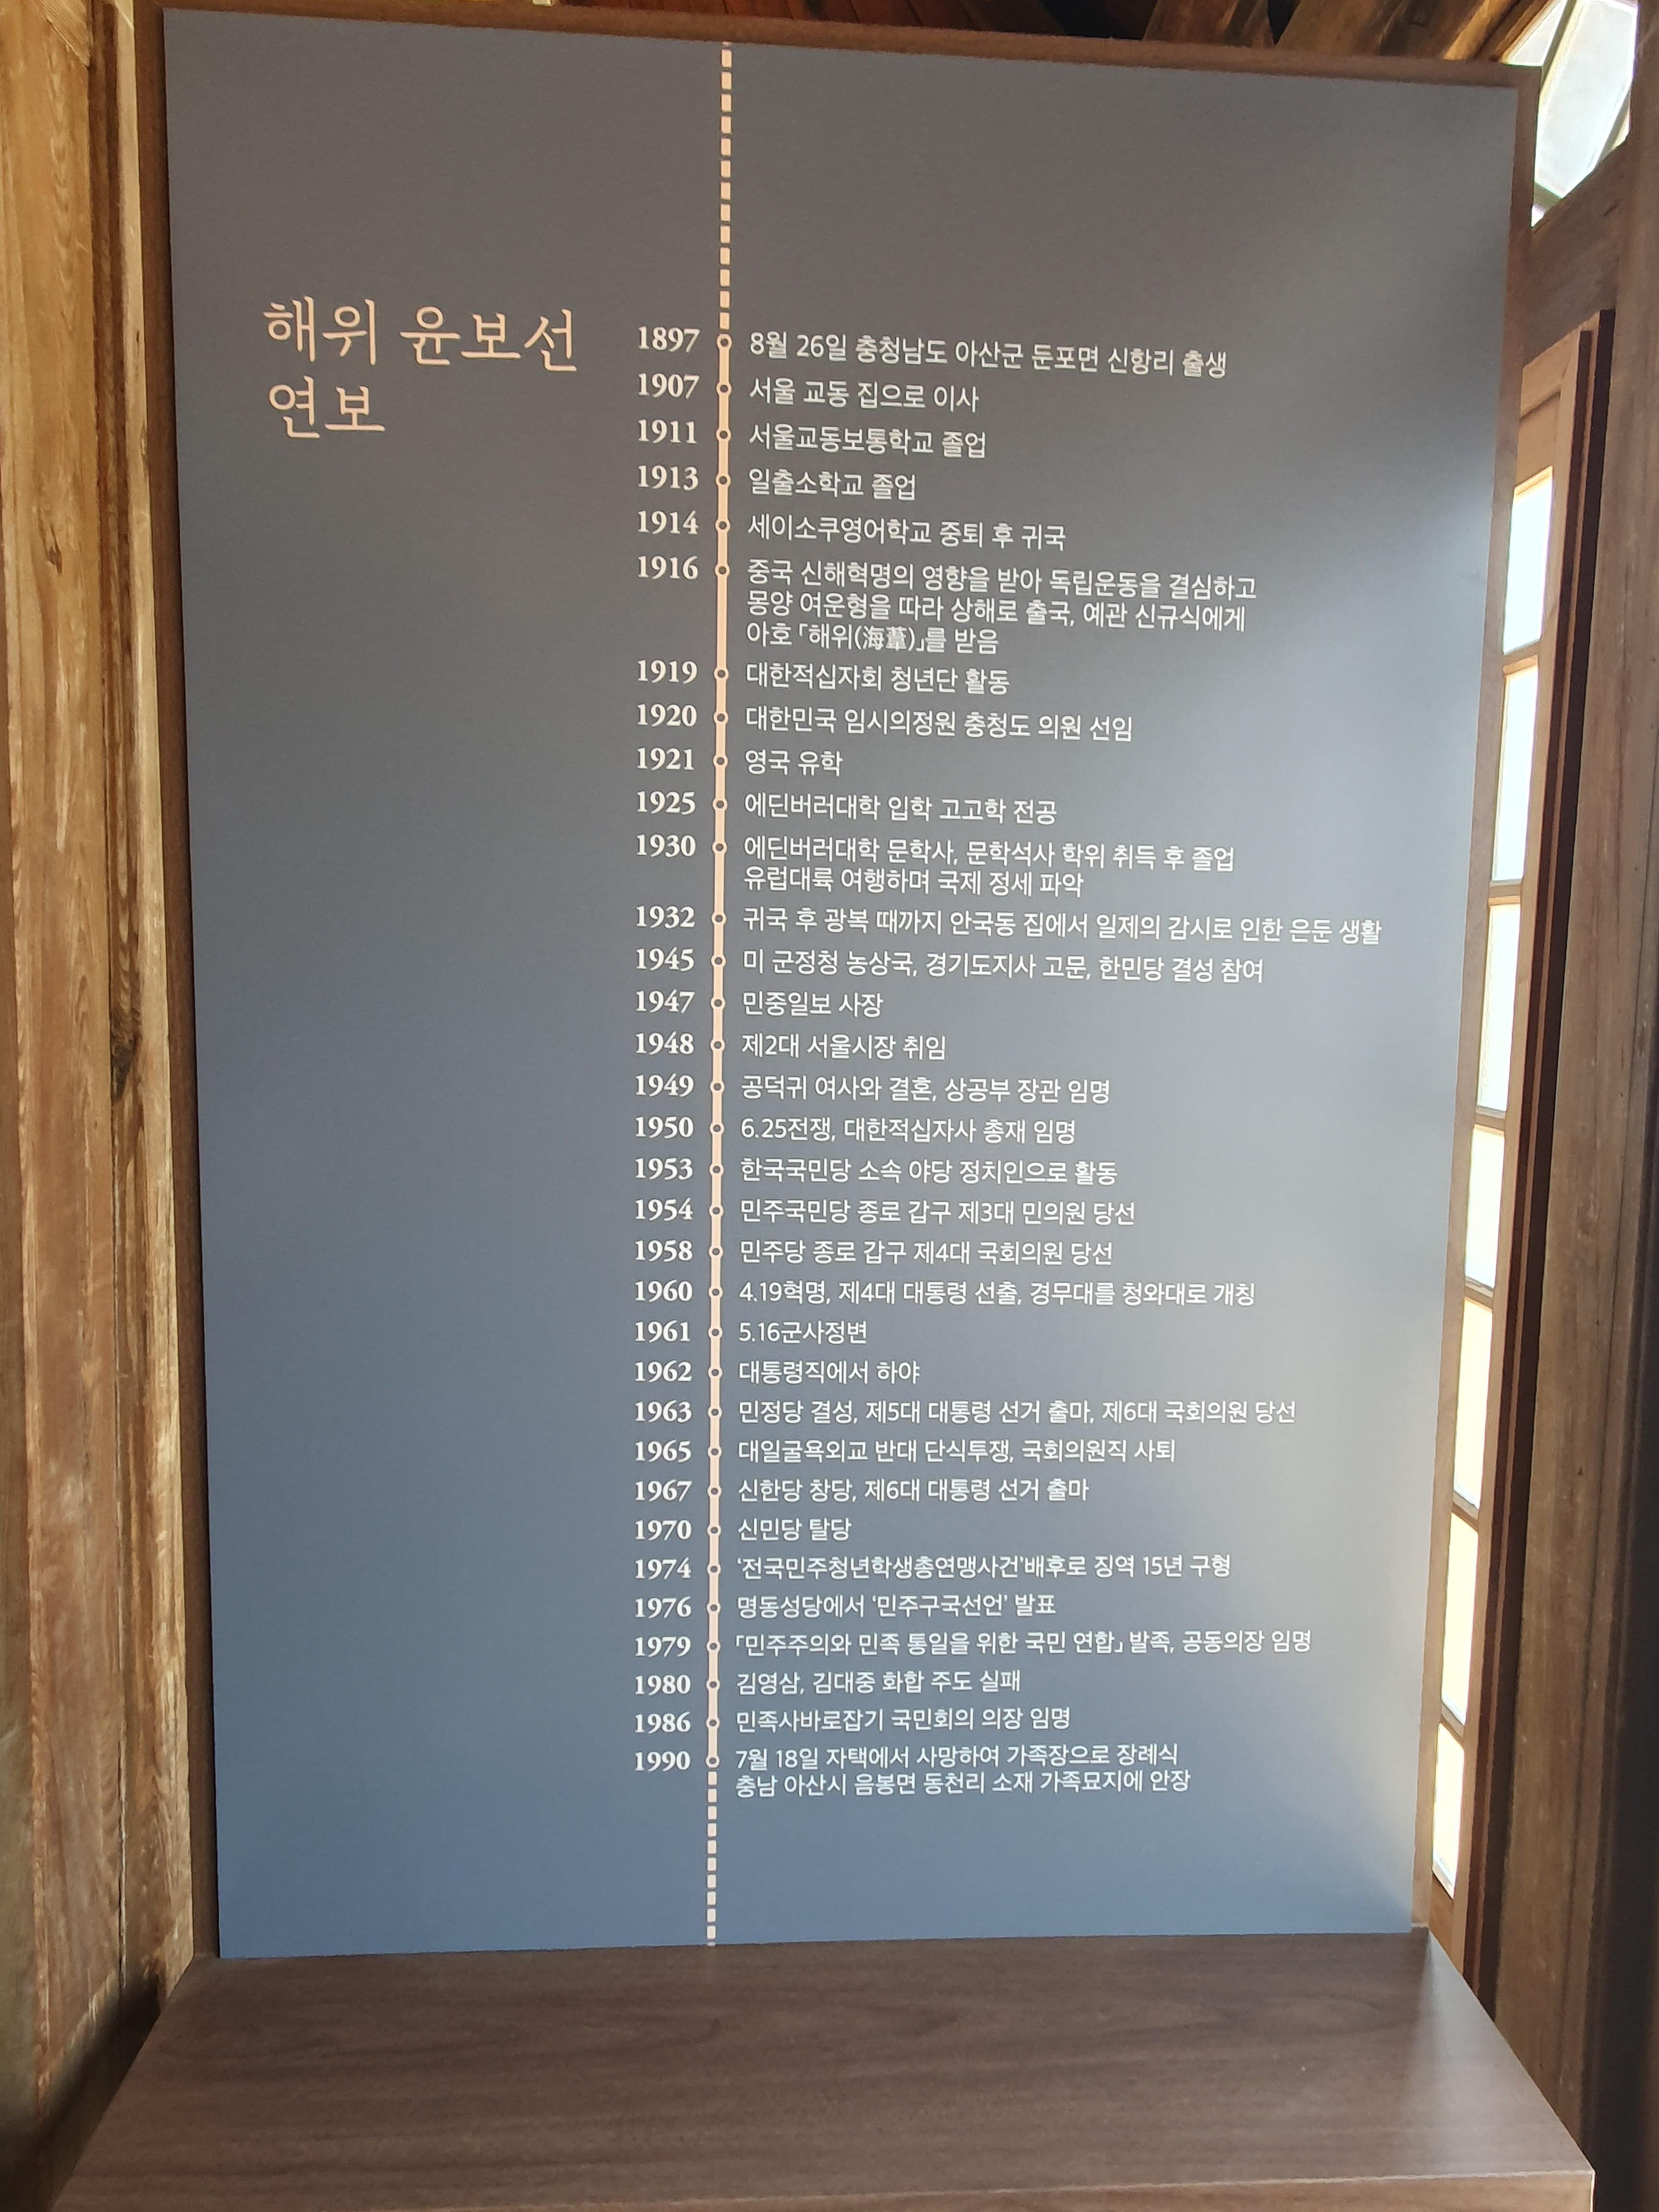 해위 윤보선
연보
1897 8월 26일 충청남도 아산군 둔포면 신항리 출생
1907 서울 교동 집으로 이사
1911 서울교동보통학교 졸업
1913 일출소학교 졸업
1914 세이소쿠영어학교 중퇴 후 귀국
1916 중국 신해혁명의 영향을 받아 독립운동을 결심하고
몽양 여운형을 따라 상해로 출국, 예관 신규식에게
아호 「해위(海葦)」를 받음
1919 대한적십자회 청년단 활동
1920 대한민국 임시의정원 충청도 의원 선임
1921 영국 유학
1925 에딘버러대학 입학 고고학 전공
1930 에딘버러대학 문학사, 문학석사 학위 취득 후 졸업
유럽대륙 여행하며 국제 정세 파악
1932 귀국 후 광복 때까지 안국동 집에서 일제의 감시로 인한 은둔 생활
1945 미 군정청 농상국, 경기도지사 고문, 한민당 결성 참여
1947 민중일보 사장
1948 제2대 서울시장 취임
1949 공덕귀 여사와 결혼, 상공부 장관 임명
1950 6.25전쟁, 대한적십자사 총재 임명
1953 한국국민당 소속 야당 정치인으로 활동
1954 민주국민당 종로 갑구 제3대 민의원 당선
1958 민주당 종로 갑구 제4대 국회의원 당선
1960 4.19혁명, 제4대 대통령 선출, 경무대를 청와대로 개칭
1961 5.16군사정변
1962 대통령직에서 하야
1963 민정당 결성, 제5대 대통령 선거 출마, 제6대 국회의원 당선
1965 대일굴욕외교 반대 단식투쟁, 국회의원직 사퇴
1967 신한당 창당, 제6대 대통령 선거 출마
1970 신민당 탈당
1974 ‘전국민주청년학생총연맹사건’배후로 징역 15년 구형
1976 명동성당에서 ‘민주구국선언’ 발표
1979 「민주주의와 민족 통일을 위한 국민 연합」 발족, 공동의장 임명
1980 김영삼, 김대중 화합 주도 실패
1986 민족사바로잡기 국민회의 의장 임명
1990 7월 18일 자택에서 사망하여 가족장으로 장례식
충남 아산시 음봉면 동천리 소재 가족묘지에 안장